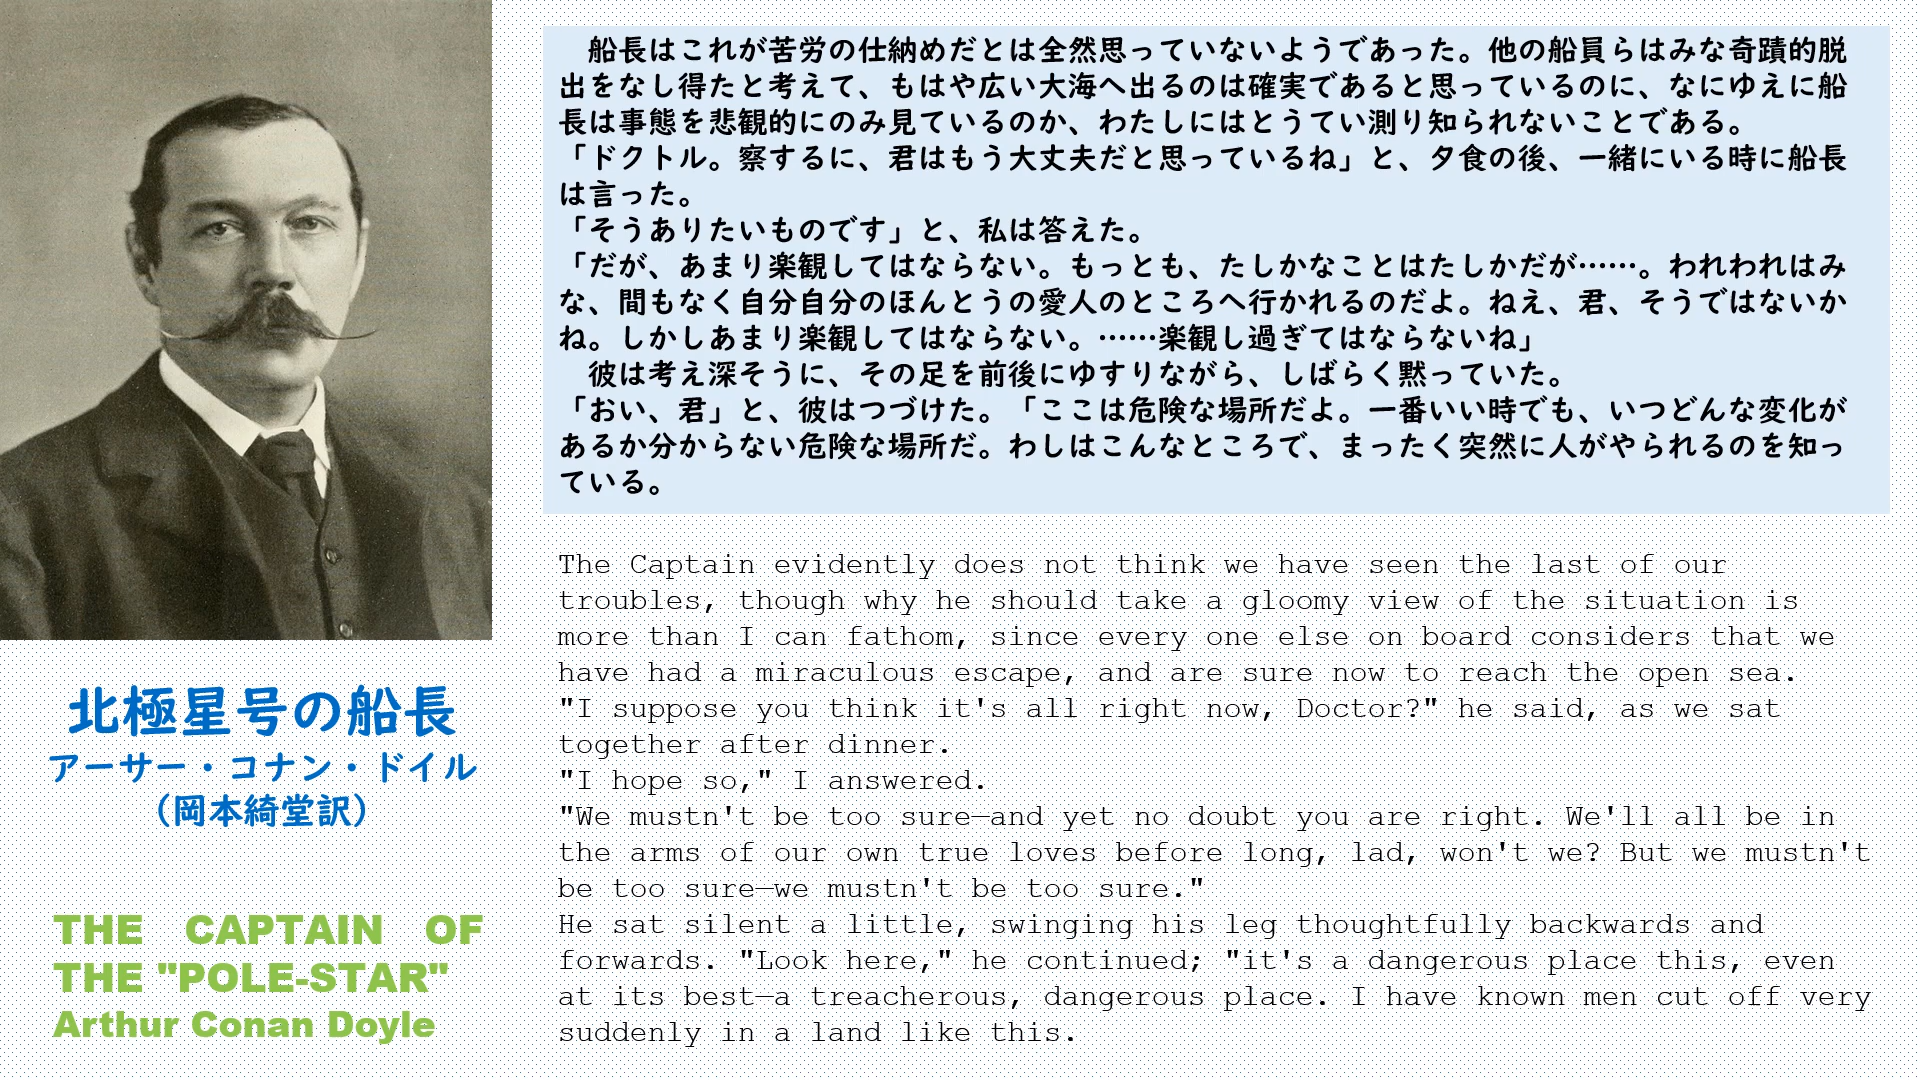 船長はこれが苦労の仕納めだとは全然思っていないようであった。他の船員らはみな奇蹟的脱
出をなし得たと考えて、もはや広い大海へ出るのは確実であると思っているのに、なにゆえに船
長は事態を悲観的にのみ見ているのか、わたしにはとうてい測り知られないことである。
「ドクトル。察するに、君はもう大丈夫だと思っているね」と、夕食の後、一緒にいる時に船長
は言った。
「そうありたいものです」と、私は答えた。
「だが、あまり楽観してはならない。もっとも、たしかなことはたしかだが……。われわれはみ
な、間もなく自分自分のほんとうの愛人のところへ行かれるのだよ。ねえ、君、そうではないか
ね。しかしあまり楽観してはならない。……楽観し過ぎてはならないね」
　彼は考え深そうに、その足を前後にゆすりながら、しばらく黙っていた。
「おい、君」と、彼はつづけた。「ここは危険な場所だよ。一番いい時でも、いつどんな変化が
あるか分からない危険な場所だ。わしはこんなところで、まったく突然に人がやられるのを知っ
ている。
The Captain evidently does not think we have seen the last of our
troubles, though why he should take a gloomy view of the situation is
more than I can fathom, since every one else on board considers that we
have had a miraculous escape, and are sure now to reach the open sea.
"I suppose you think it's all right now, Doctor?" he said, as we sat
together after dinner.
"I hope so," I answered.
"We mustn't be too sure—and yet no doubt you are right. We'll all be in
the arms of our own true loves before long, lad, won't we? But we mustn't
be too sure—we mustn't be too sure."
He sat silent a little, swinging his leg thoughtfully backwards and
forwards. "Look here," he continued; "it's a dangerous place this, even
at its best—a treacherous, dangerous place. I have known men cut off very
suddenly in a land like this.
北極星号の船長
アーサー・コナン・ドイル
（岡本綺堂訳）
THE CAPTAIN OF
THE "POLE-STAR"
Arthur Conan Doyle